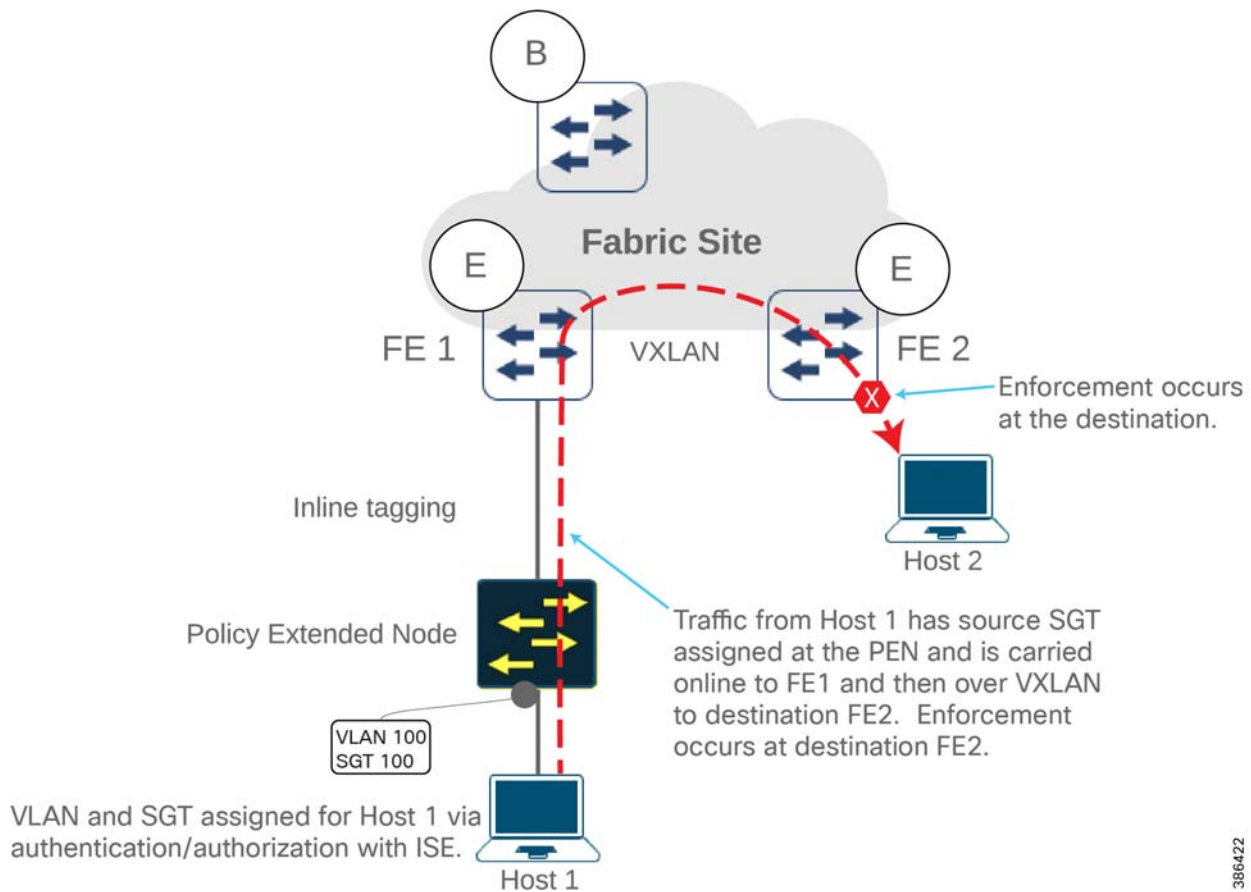 B
Fabric Site
E
E
FE 1
VXLAN
FE 2
X
Enforcement occurs
at the destination.
Inline tagging
Host 2
Policy Extended Node
Traffic from Host 1 has source SGT
assigned at the PEN and is carried
online to FE1 and then over VXLAN
to destination FE2.  Enforcement
occurs at destination FE2.
VLAN 100
SGT 100
VLAN and SGT assigned for Host 1 via
authentication/authorization with ISE.
Host 1
386422